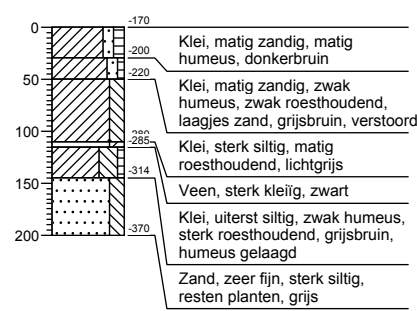 0
-170
Klei, matig zandig, matig
humeus, donkerbruin
-200
50
-220
Klei, matig zandig, zwak
humeus, zwak roesthoudend,
laagjes zand, grijsbruin, verstoord
100
-280
-285
Klei, sterk siltig, matig
roesthoudend, lichtgrijs
Veen, sterk kleiïg, zwart
150
-314
Klei, uiterst siltig, zwak humeus,
sterk roesthoudend, grijsbruin,
humeus gelaagd
200
-370
Zand, zeer fijn, sterk siltig,
resten planten, grijs